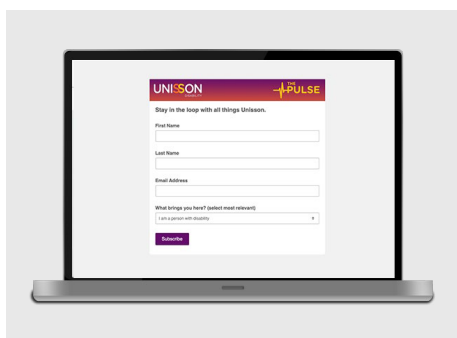 UNISSON
THE
PULSE
Stay in the loop with all things Unisson.
First Name
Last Name
Email Address
What brings you here? (select most relevant)
I am a person with disability
Subscribe